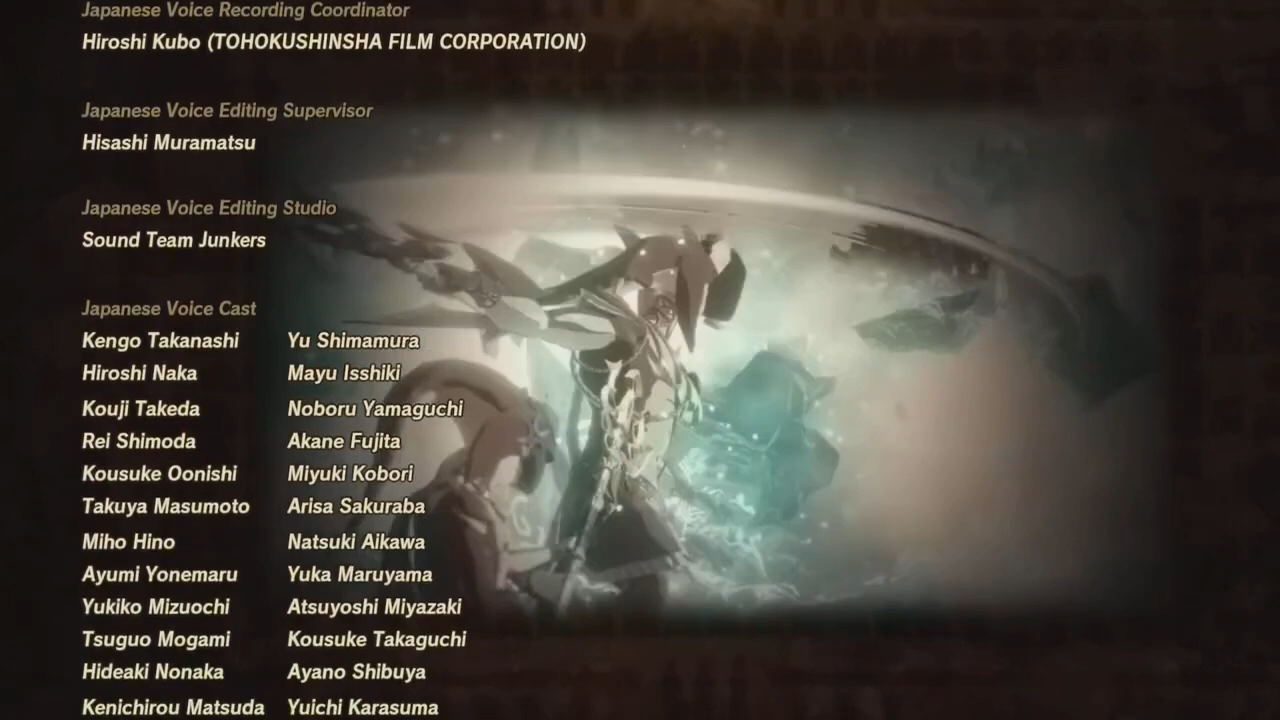 Japanese Voice Recording Coordinator
Hiroshi Kubo (TOHOKUSHINSHA FILM CORPORATION)
Japanese Voice Editing Supervisor
Hisashi Muramatsu
Japanese Voice Editing Studio
Sound Team Junkers
Japanese Voice Cast
Kengo Takanashi Yu Shimamura
Hiroshi Naka Mayu Isshiki
Kouji Takeda Noboru Yamaguchi
Rei Shimoda Akane Fujita
Kousuke Oonishi Miyuki Kobori
Takuya Masumoto Arisa Sakuraba
Miho Hino Natsuki Aikawa
Ayumi Yonemaru Yuka Maruyama
Yukiko Mizuochi Atsuyoshi Miyazaki
Tsuguo Mogami Kousuke Takaguchi
Hideaki Nonaka Ayano Shibuya
Kenichirou Matsuda Yuichi Karasuma